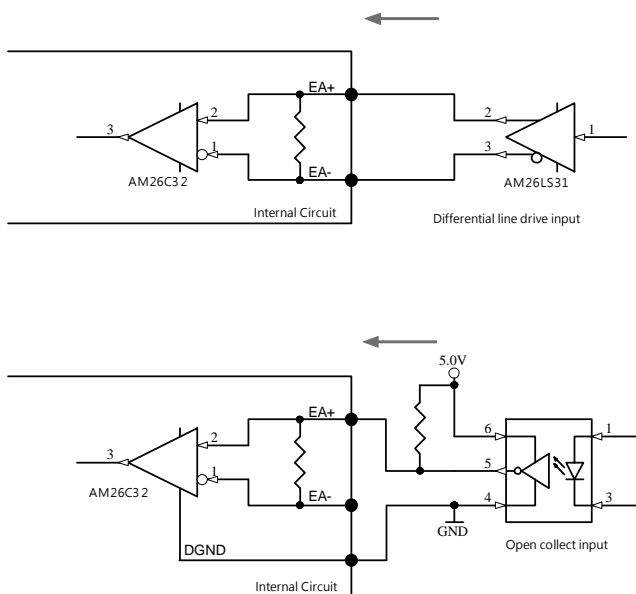 EA+
2
2
3
1
3
1
AM26C32
EA-
AM26LS31
Internal Circuit
Differential line drive input
5.0V
EA+
6
1
2
3
5
1
AM26C32
EA-
4
3
GND
DGND
Open collect input
Internal Circuit